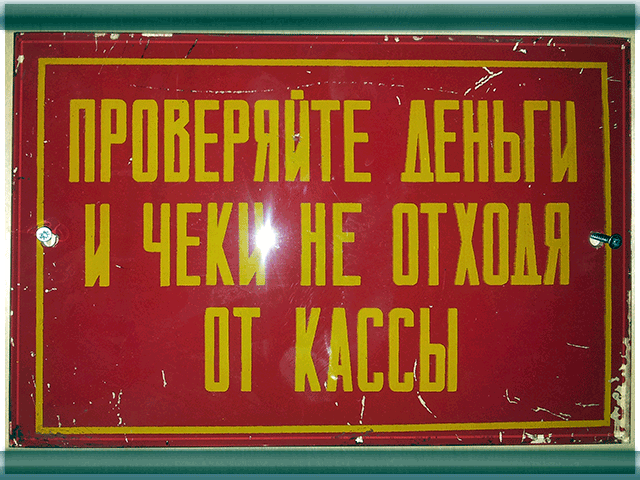 ПРОВЕРЯЙТЕ ДЕНЬГИ
И ЧЕКИ НЕ ОТХОДЯ
ОТ КАССЫ